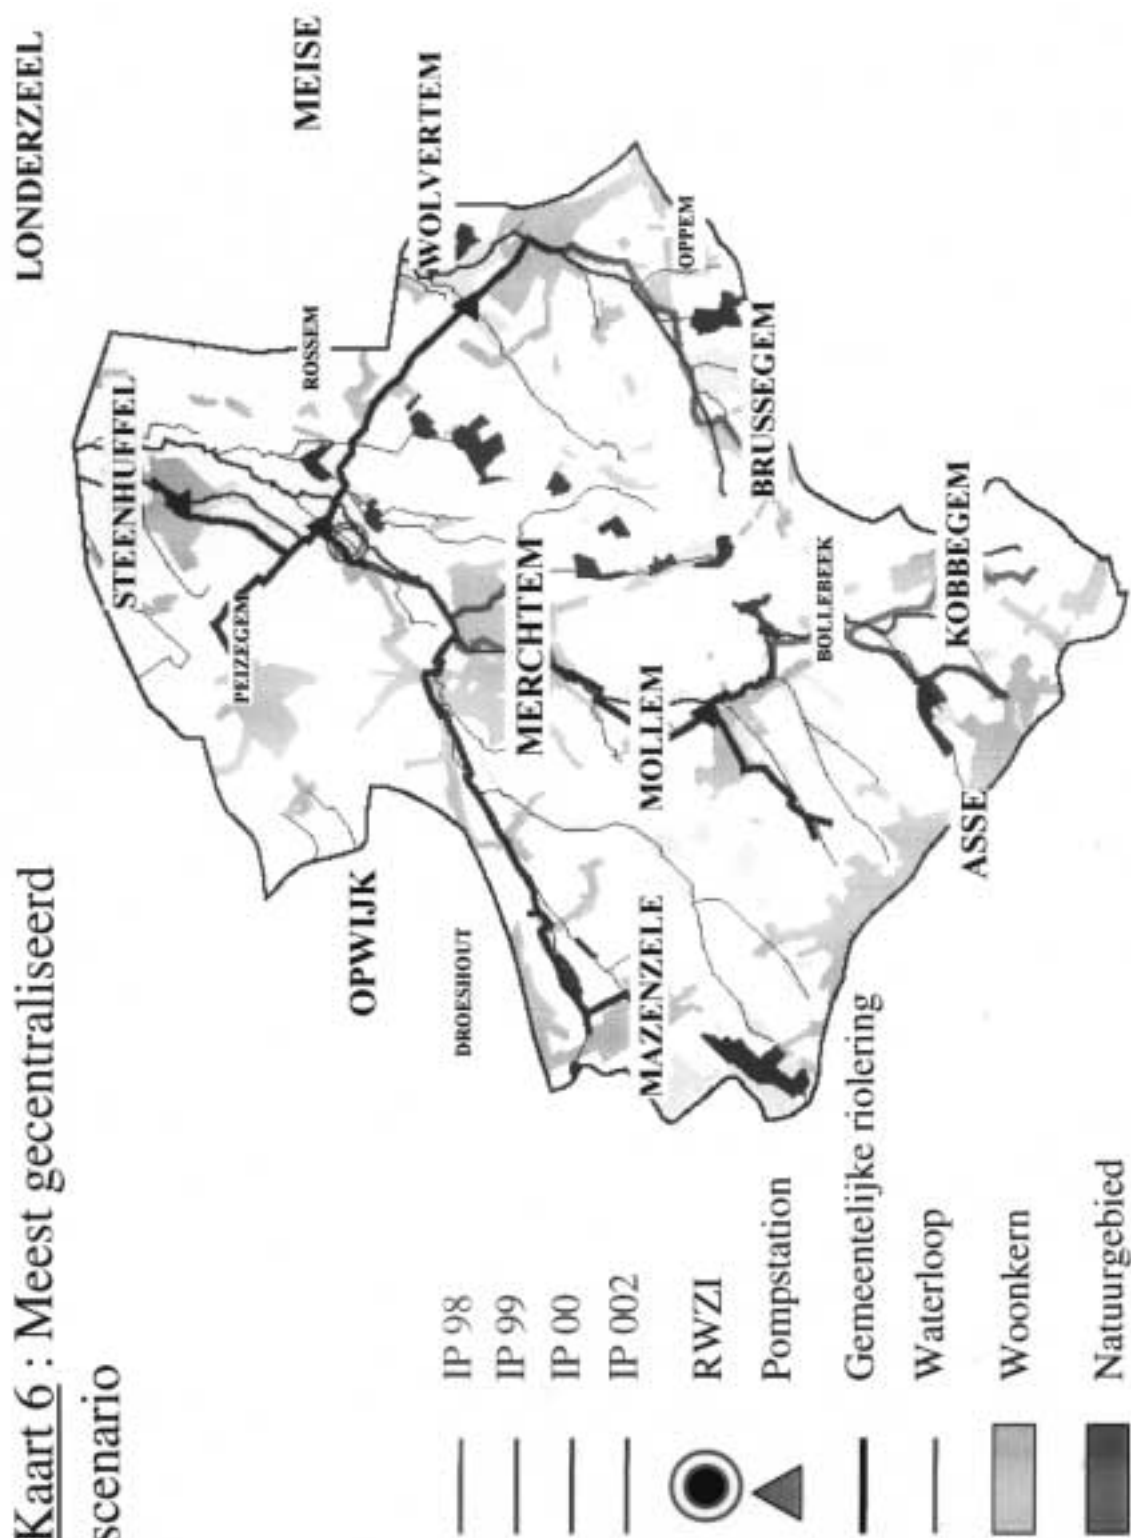 Kaart 6 : Meest gecentraliseerd
scenario
LONDERZEEL
MEISE
STEENHUFFEL
ROSSEM
WOLVERTEM
PEIZEGEM
OPPEM
OPWIJK
MERCHTEM
BRUSSEGEM
DROESHOUT
MOLLEM
BOLLEBEEK
KOBBEGEM
MAZENZELE
ASSE
IP 98
IP 99
IP 00
IP 002
RWZI
Pompstation
Gemeentelijke riolering
Waterloop
Woonkern
Natuurgebied